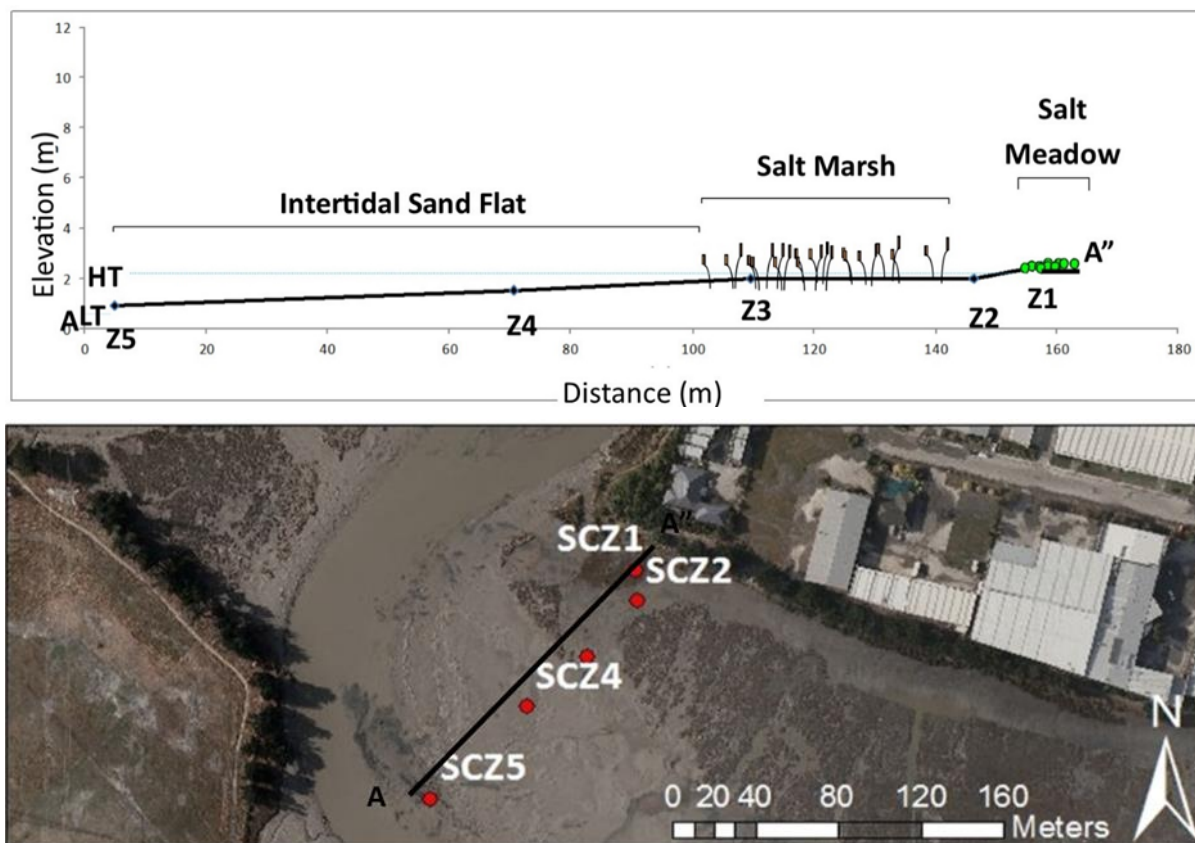 12
10
8
6
4
2
0
Elevation (m)
Salt
Meadow
Salt Marsh
Intertidal Sand Flat
HT
A LT
A”
Z5
Z4
Z3
Z2
Z1
0 20 40 60 80 100 120 140 160 180
Distance (m)
A”
SCZ1
SCZ2
SCZ4
SCZ5
A
N
0 20 40 80 120 160
Meters